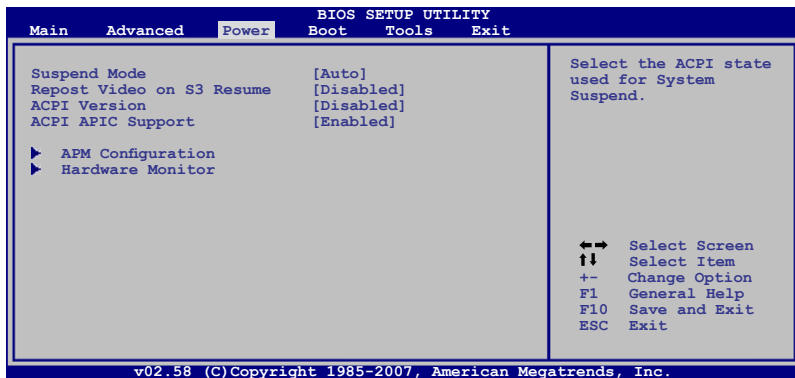 BIOS SETUP UTILITY
Main Advanced Power Boot Tools Exit
Suspend Mode [Auto]
Repost Video on S3 Resume [Disabled]
ACPI Version [Disabled]
ACPI APIC Support [Enabled]
APM Configuration
Hardware Monitor
Select the ACPI state
used for System
Suspend.
Select Screen
Select Item
+- Change Option
F1 General Help
F10 Save and Exit
ESC Exit
v02.58 (C)Copyright 1985-2007, American Megatrends, Inc.